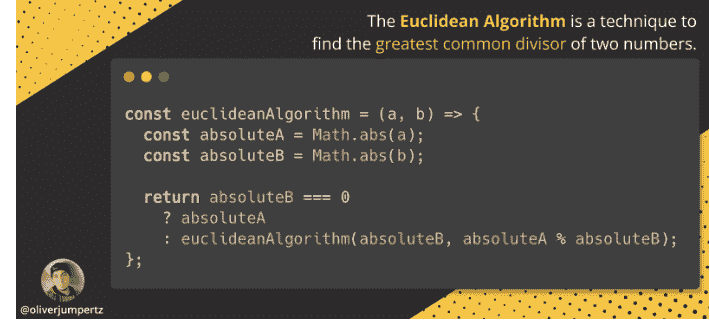 The Euclidean Algorithm is a technique to
find the greatest common divisor of two numbers.
const euclideanAlgorithm = (a, b) => {
  const absoluteA = Math.abs(a);
  const absoluteB = Math.abs(b);
  return absoluteB === 0
    ? absoluteA
    : euclideanAlgorithm(absoluteB, absoluteA % absoluteB);
};
@oliverjumpertz